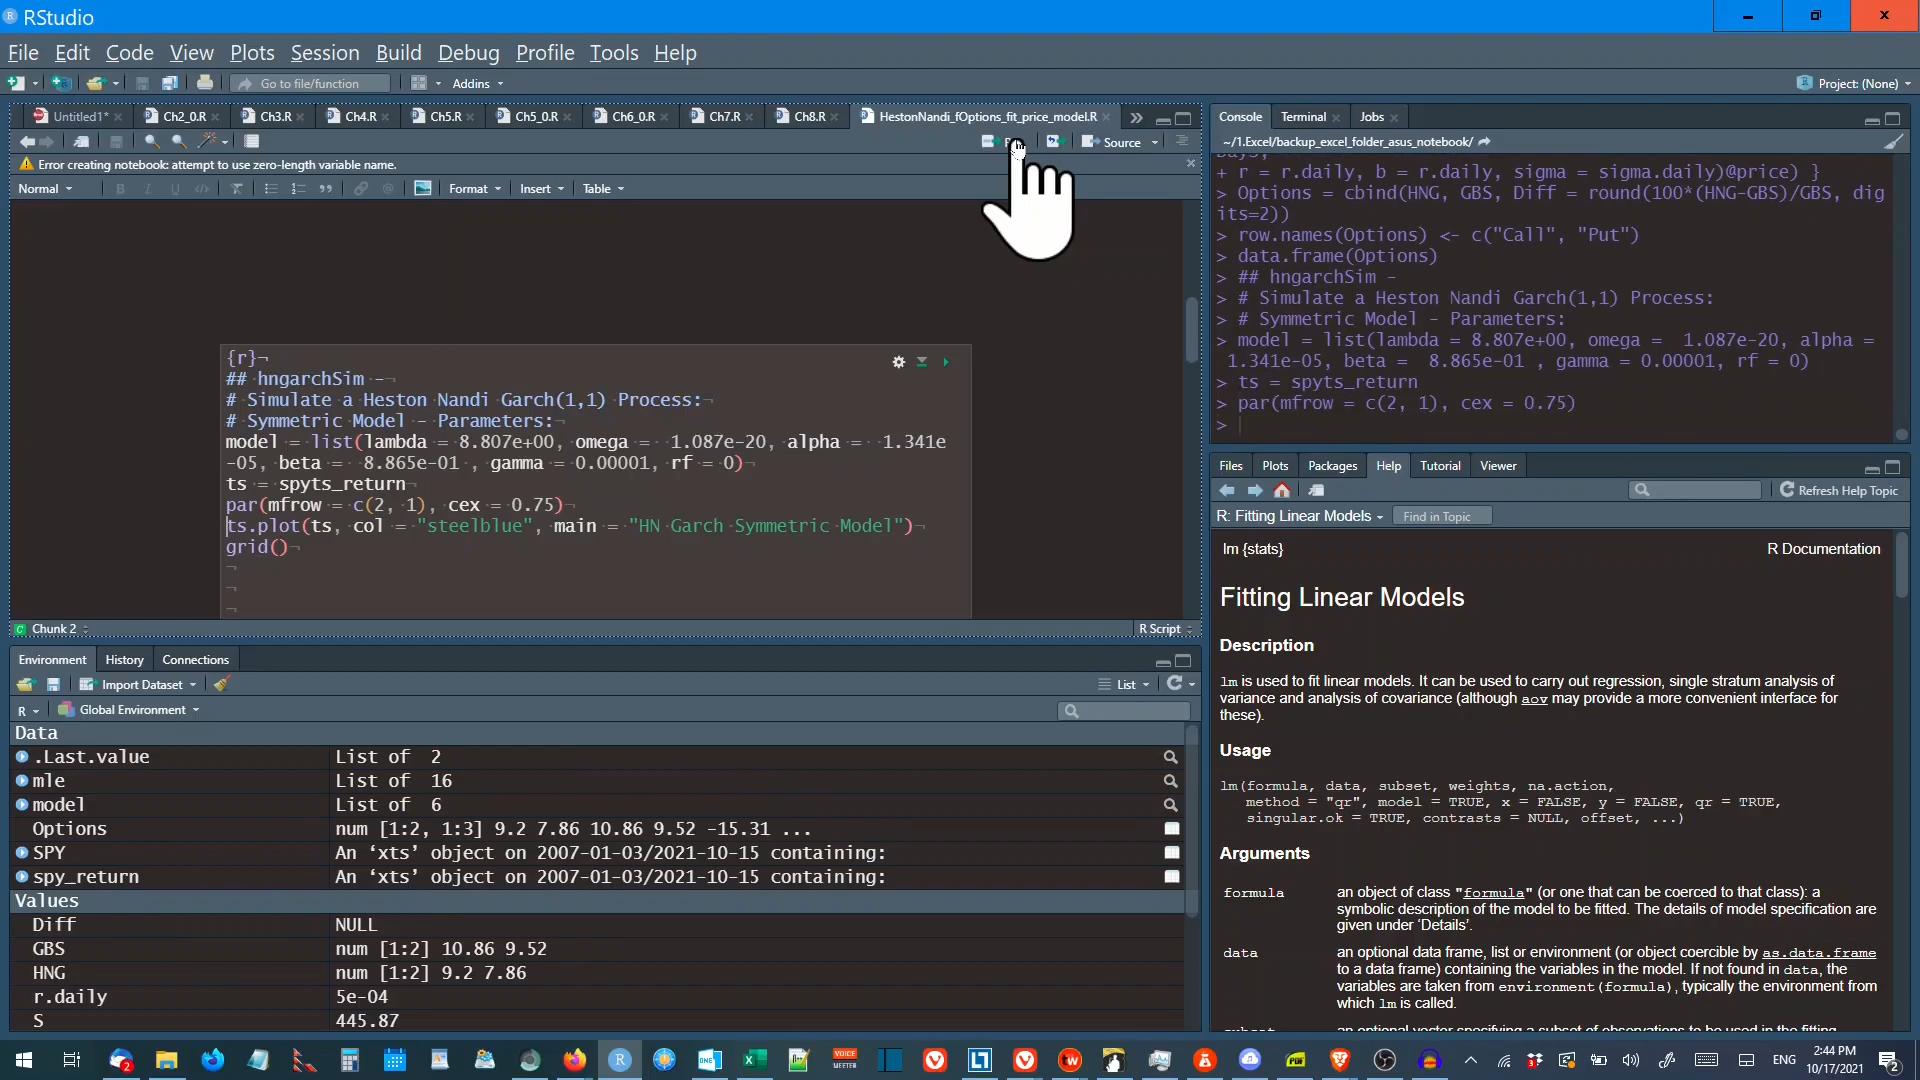 RStudio
File Edit Code View Plots Session Build Debug Profile Tools Help
Go to file/function Addins Project: (None)
Untitled1* Ch2_0.R Ch3.R Ch4.R Ch5.R Ch5_0.R Ch6_0.R Ch7.R Ch8.R HestonNandi_fOptions_fit_price_model.R
Source
Error creating notebook: attempt to use zero-length variable name.
Normal B I U Format Insert Table
{r}¬
## hngarchSim -¬
# Simulate a Heston Nandi Garch(1,1) Process:¬
# Symmetric Model - Parameters:¬
model = list(lambda = 8.807e+00, omega =  1.087e-20, alpha =  1.341e
-05, beta =  8.865e-01 , gamma = 0.00001, rf = 0)¬
ts = spyts_return¬
par(mfrow = c(2, 1), cex = 0.75)¬
ts.plot(ts, col = "steelblue", main = "HN Garch Symmetric Model")¬
grid()¬
¬
¬
¬
Chunk 2 R Script
Environment History Connections
Import Dataset List
R Global Environment
Data
.Last.value List of 2
mle List of 16
model List of 6
Options num [1:2, 1:3] 9.2 7.86 10.86 9.52 -15.31 ...
SPY An ‘xts’ object on 2007-01-03/2021-10-15 containing:
spy_return An ‘xts’ object on 2007-01-03/2021-10-15 containing:
Values
Diff NULL
GBS num [1:2] 10.86 9.52
HNG num [1:2] 9.2 7.86
r.daily 5e-04
S 445.87
Console Terminal Jobs
~/1.Excel/backup_excel_folder_asus_notebook/
+ r = r.daily, b = r.daily, sigma = sigma.daily)@price) }
> Options = cbind(HNG, GBS, Diff = round(100*(HNG-GBS)/GBS, dig
its=2))
> row.names(Options) <- c("Call", "Put")
> data.frame(Options)
> ## hngarchSim -
> # Simulate a Heston Nandi Garch(1,1) Process:
> # Symmetric Model - Parameters:
> model = list(lambda = 8.807e+00, omega =  1.087e-20, alpha =
 1.341e-05, beta =  8.865e-01 , gamma = 0.00001, rf = 0)
> ts = spyts_return
> par(mfrow = c(2, 1), cex = 0.75)
>
Files Plots Packages Help Tutorial Viewer
Refresh Help Topic
R: Fitting Linear Models Find in Topic
lm {stats} R Documentation
Fitting Linear Models
Description
lm is used to fit linear models. It can be used to carry out regression, single stratum analysis of
variance and analysis of covariance (although aov may provide a more convenient interface for
these).
Usage
lm(formula, data, subset, weights, na.action,
method = "qr", model = TRUE, x = FALSE, y = FALSE, qr = TRUE,
singular.ok = TRUE, contrasts = NULL, offset, ...)
Arguments
formula an object of class "formula" (or one that can be coerced to that class): a
symbolic description of the model to be fitted. The details of model specification are
given under ‘Details’.
data an optional data frame, list or environment (or object coercible by as.data.frame
to a data frame) containing the variables in the model. If not found in data, the
variables are taken from environment(formula), typically the environment from
which lm is called.
an optional vector specifying a subset of observations to be used in the fitting
VOICE
MEETER
ENG
2:44 PM
10/17/2021